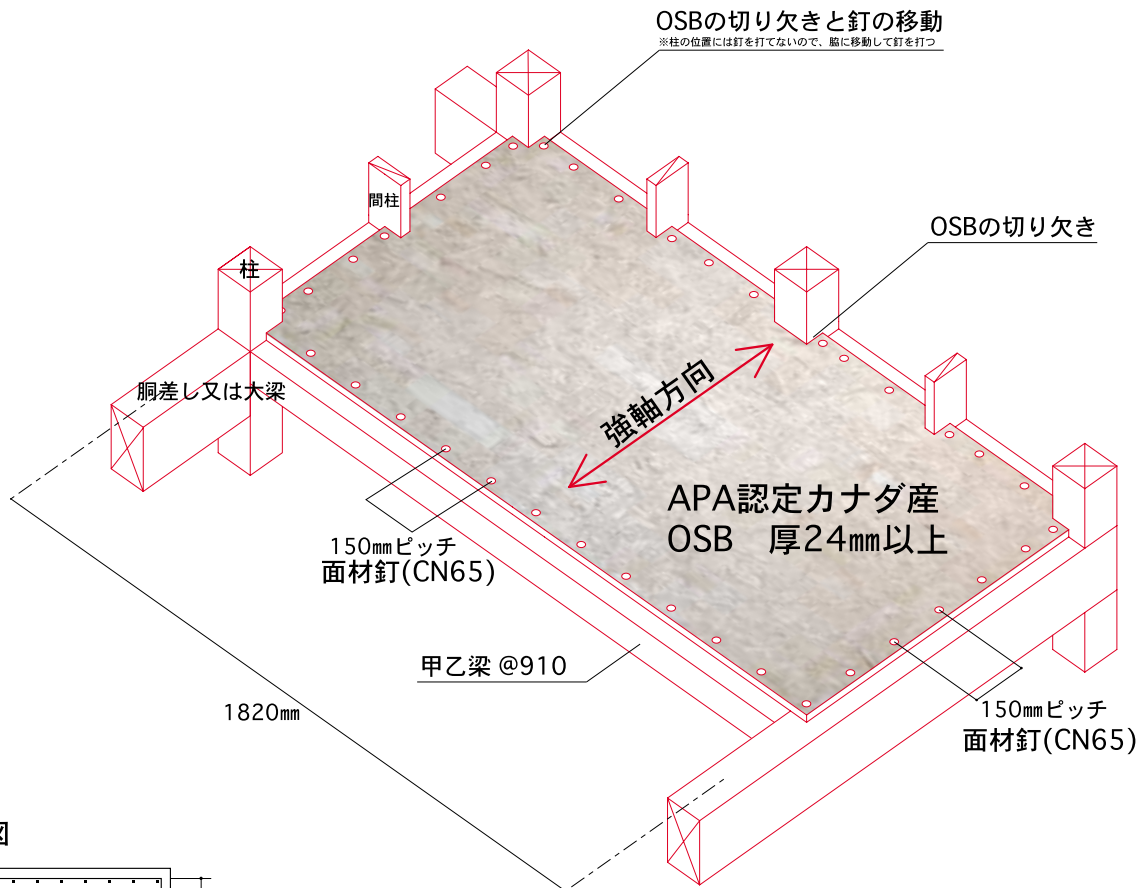 OSBの切り欠きと釘の移動
※柱の位置には釘を打てないので、脇に移動して釘を打つ
間柱
OSBの切り欠き
柱
胴差し又は大梁
強軸方向
APA認定カナダ産
OSB 厚24㎜以上
150㎜ピッチ
面材釘(CN65)
甲乙梁 @910
1820㎜
150㎜ピッチ
面材釘(CN65)
図